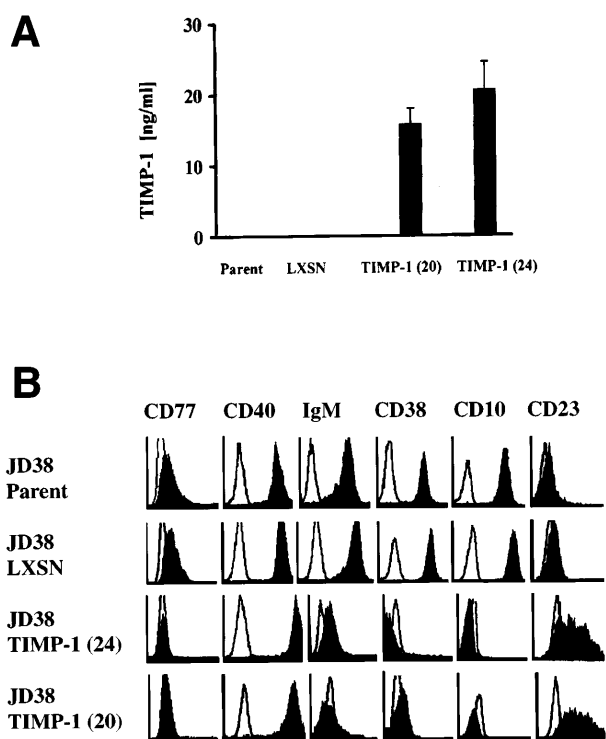 A
30
20
10
0
TIMP-1 [ng/ml]
Parent LXSN TIMP-1 (20) TIMP-1 (24)
B
CD77 CD40 IgM CD38 CD10 CD23
JD38
Parent
JD38
LXSN
JD38
TIMP-1 (24)
JD38
TIMP-1 (20)